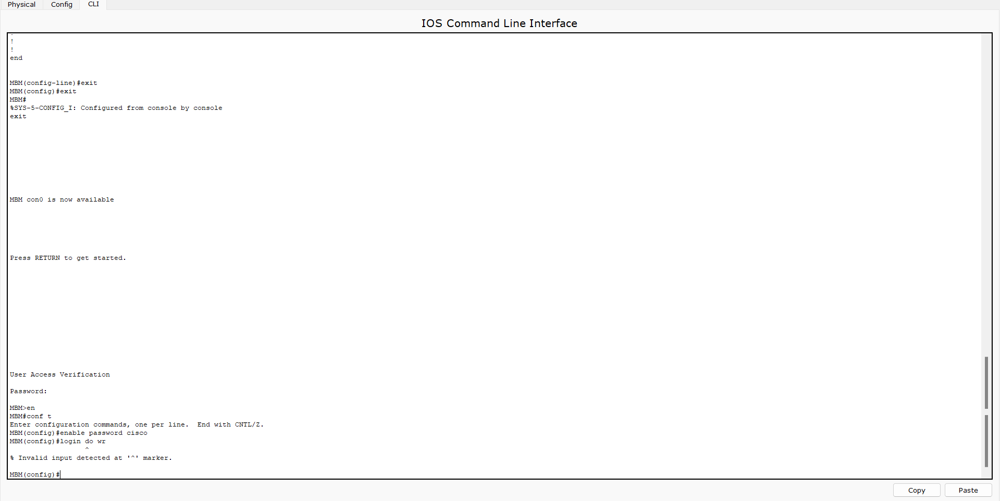 Physical Config CLI
IOS Command Line Interface
!
!
end
MBM(config-line)#exit
MBM(config)#exit
MBM#
%SYS-5-CONFIG_I: Configured from console by console
exit
MBM con0 is now available
Press RETURN to get started.
User Access Verification
Password:
MBM>en
MBM#conf t
Enter configuration commands, one per line.  End with CNTL/Z.
MBM(config)#enable password cisco
MBM(config)#login do wr
^
% Invalid input detected at '^' marker.
MBM(config)#
Copy Paste